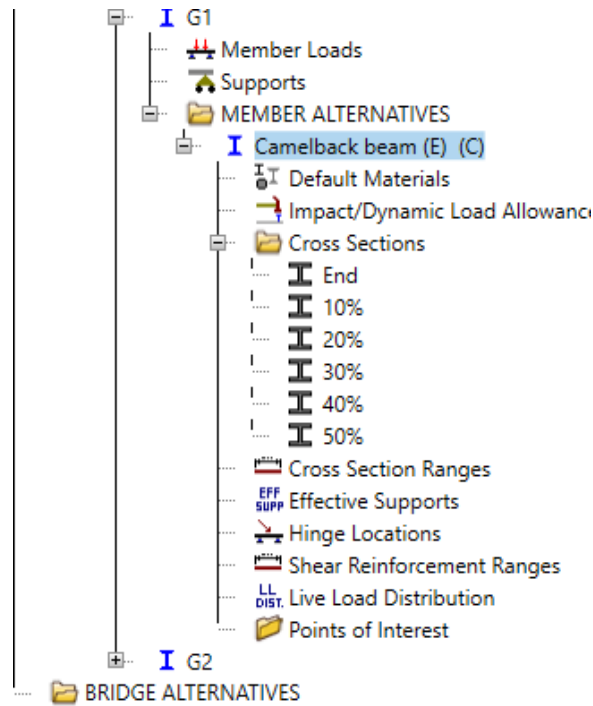 G1
Member Loads
Supports
MEMBER ALTERNATIVES
Camelback beam (E) (C)
Default Materials
Impact/Dynamic Load Allowance
Cross Sections
End
10%
20%
30%
40%
50%
Cross Section Ranges
EFF SUPP Effective Supports
Hinge Locations
Shear Reinforcement Ranges
LL DIST. Live Load Distribution
Points of Interest
G2
BRIDGE ALTERNATIVES